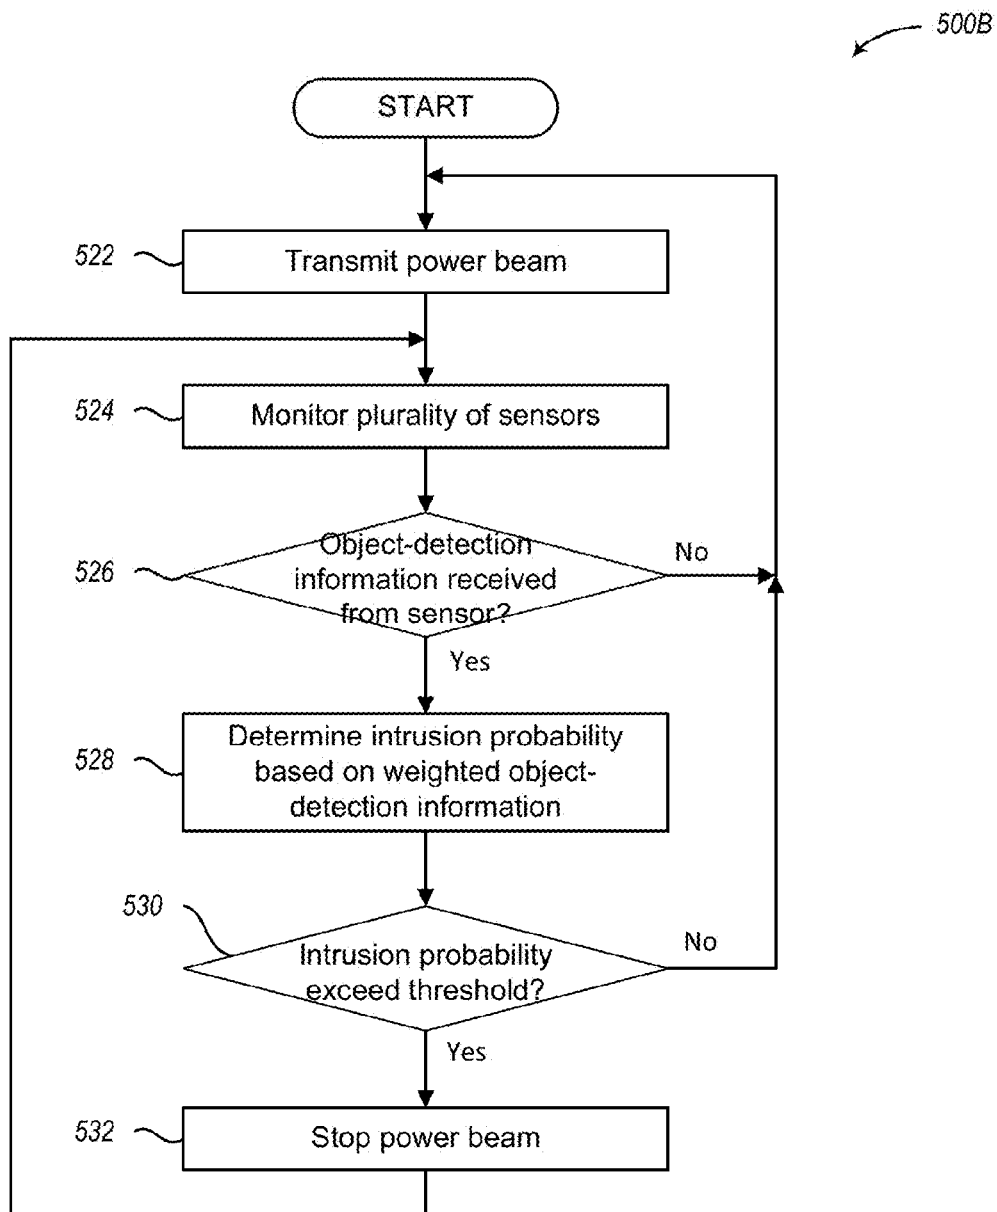 500B
START
522
Transmit power beam
524
Monitor plurality of sensors
526
Object-detection
information received
from sensor?
No
Yes
528
Determine intrusion probability
based on weighted object-
detection information
530
Intrusion probability
exceed threshold?
No
Yes
532
Stop power beam